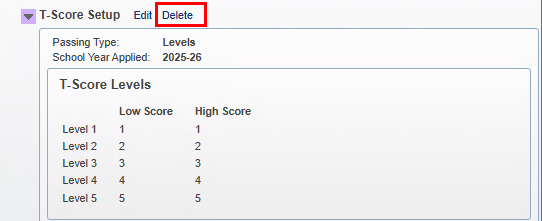 T-Score Setup Edit Delete
Passing Type: Levels
School Year Applied: 2025-26
T-Score Levels
Low Score High Score
Level 1 1 1
Level 2 2 2
Level 3 3 3
Level 4 4 4
Level 5 5 5